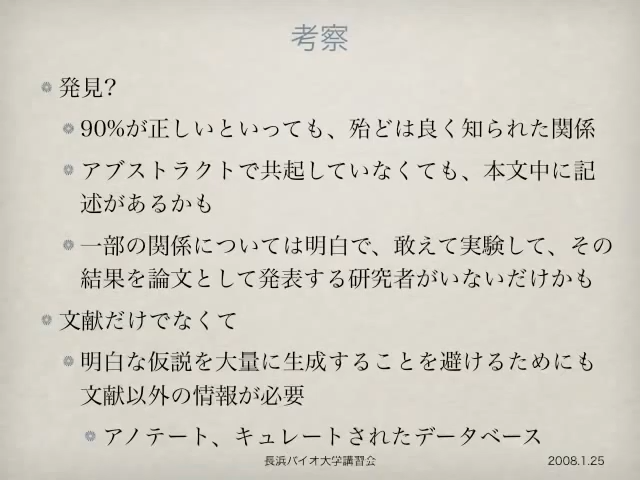 考察
発見?
90%が正しいといっても、殆どは良く知られた関係
アブストラクトで共起していなくても、本文中に記
述があるかも
一部の関係については明白で、敢えて実験して、その
結果を論文として発表する研究者がいないだけかも
文献だけでなくて
明白な仮説を大量に生成することを避けるためにも
文献以外の情報が必要
アノテート、キュレートされたデータベース
長浜バイオ大学講習会 2008.1.25